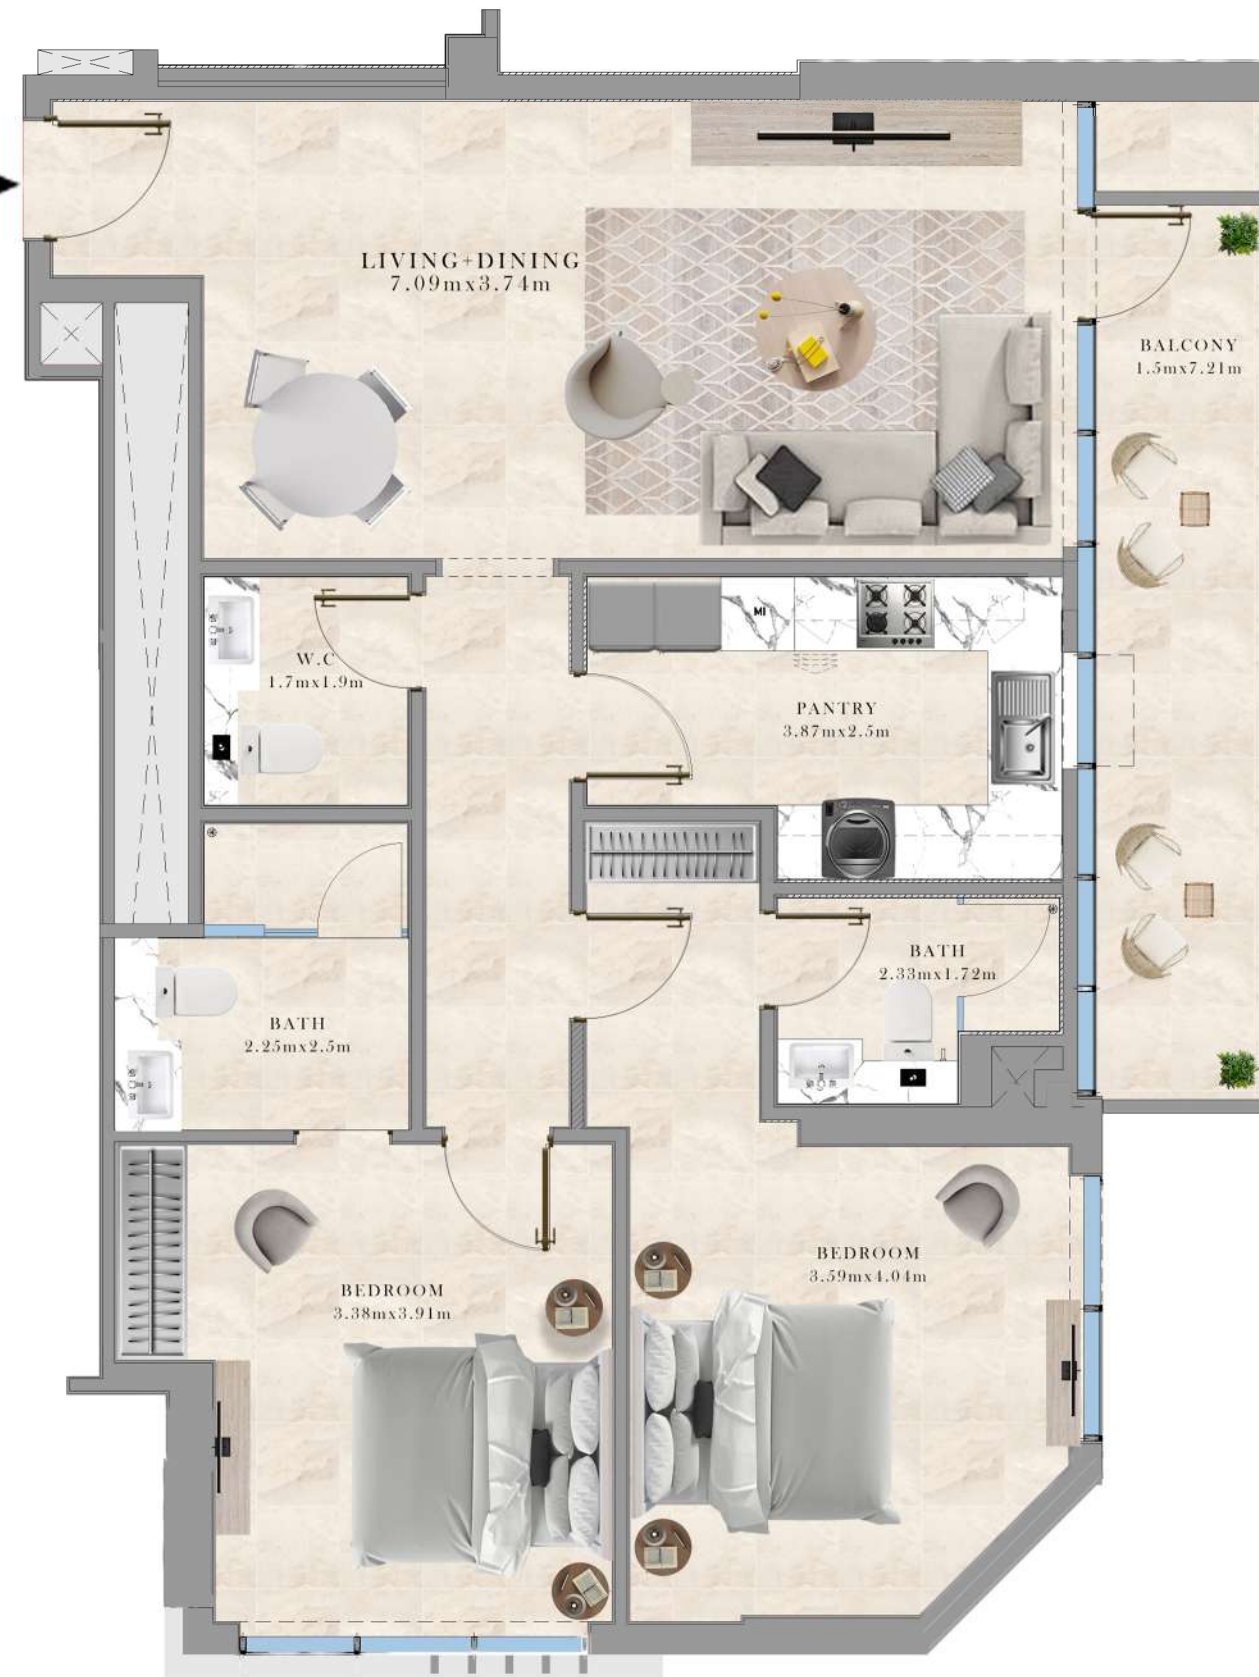 LIVING+DINING
7.09mx3.74m
BALCONY
1.5mx7.21m
MI
W.C
1.7mx1.9m
PANTRY
3.87mx2.5m
BATH
2.33mx1.72m
BATH
2.25mx2.5m
BEDROOM
3.59mx4.04m
BEDROOM
3.38mx3.91m